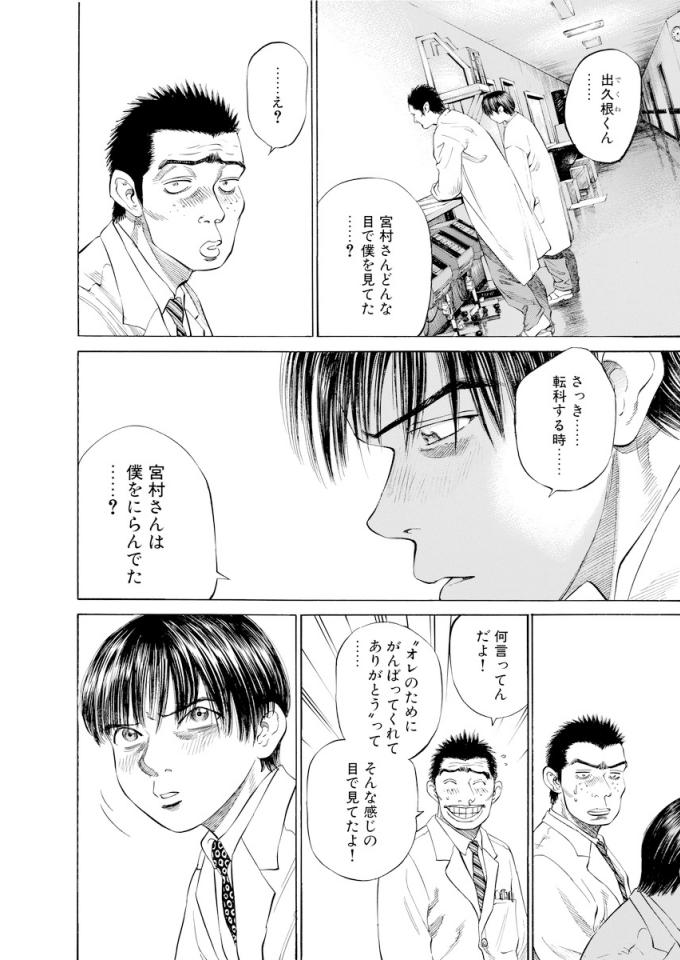 出久根くん
……
でくね
宮村さんどんな
目で僕を見てた
……?
……え?
さっき……
転科する時……
宮村さんは
僕をにらんでた
……?
何言ってん
だよ!
〝オレのために
がんばってくれて
ありがとう〟って
……
そんな感じの
目で見てたよ!